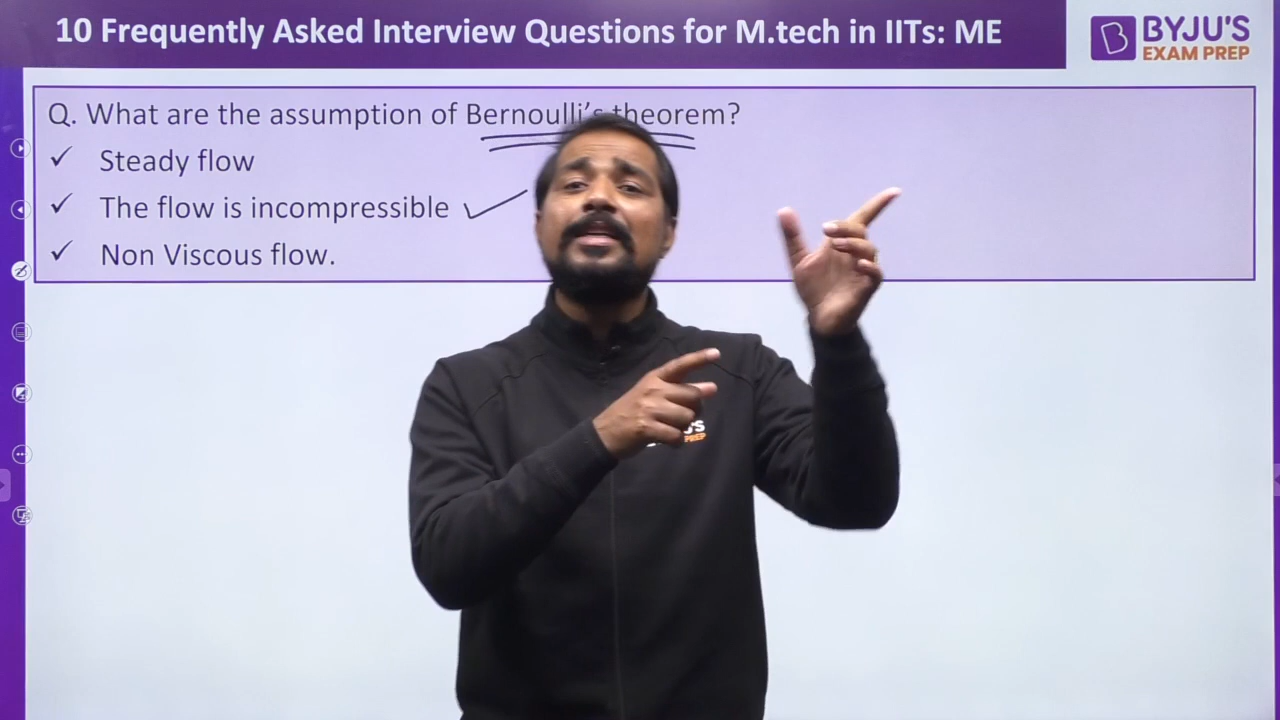 10 Frequently Asked Interview Questions for M.tech in IITs: ME
BYJU'S
EXAM PREP
Q. What are the assumption of Bernoulli's theorem?
✓ Steady flow
✓ The flow is incompressible
✓ Non Viscous flow.
PREP